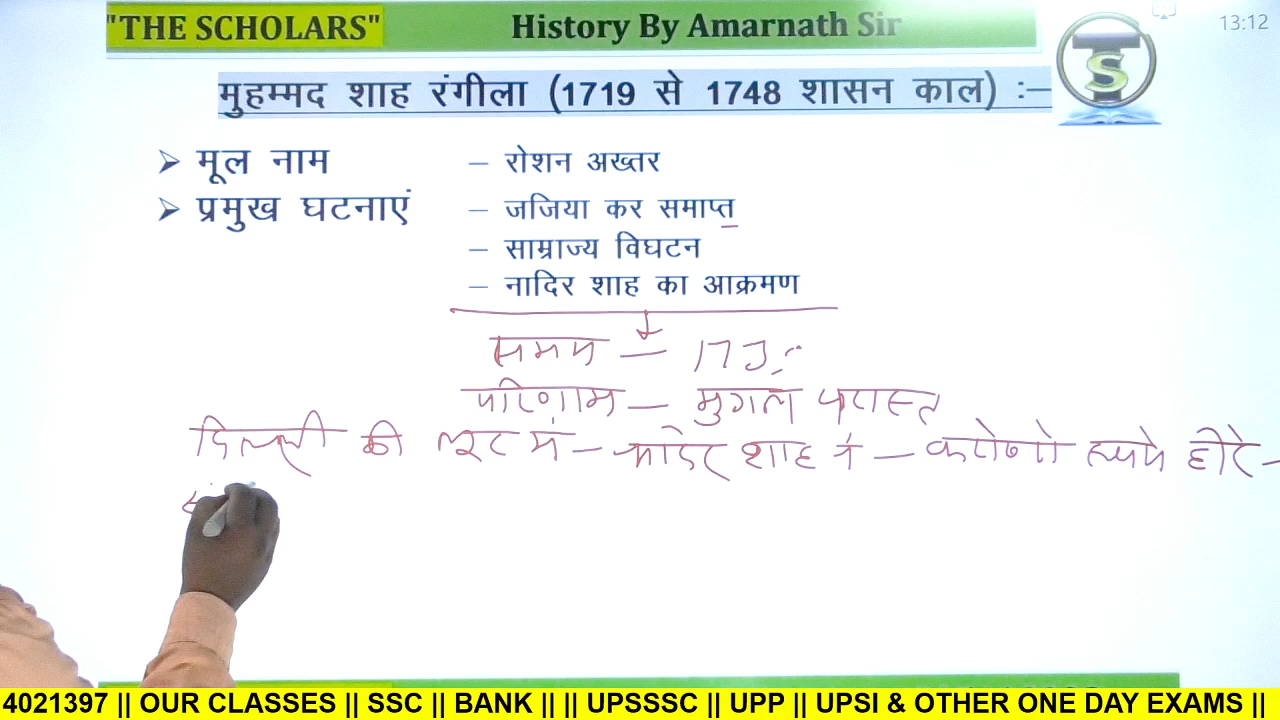 "THE SCHOLARS" History By Amarnath Sir
13:12
TS
मुहम्मद शाह रंगीला (1719 से 1748 शासन काल) :–
➢ मूल नाम – रोशन अख्तर
➢ प्रमुख घटनाएं – जजिया कर समाप्त
– साम्राज्य विघटन
– नादिर शाह का आक्रमण
समय –
परिणाम – मुगल परास्त
दिल्ली की लूट में – नादिर शाह ने – करोणो रूपये हीरे–
4021397 || OUR CLASSES || SSC || BANK || || UPSSSC || UPP || UPSI & OTHER ONE DAY EXAMS ||